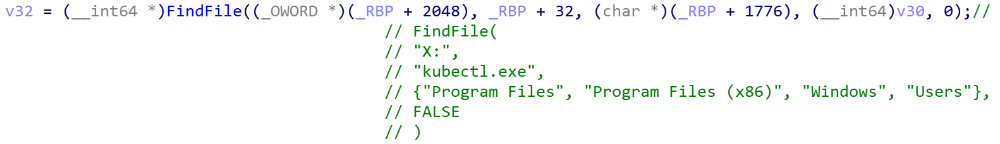 v32 = (__int64 *)FindFile((_OWORD *)(_RBP + 2048), _RBP + 32, (char *)(_RBP + 1776), (__int64)v30, 0);//
// FindFile(
// "X:",
// "kubectl.exe",
// {"Program Files", "Program Files (x86)", "Windows", "Users"},
// FALSE
// )